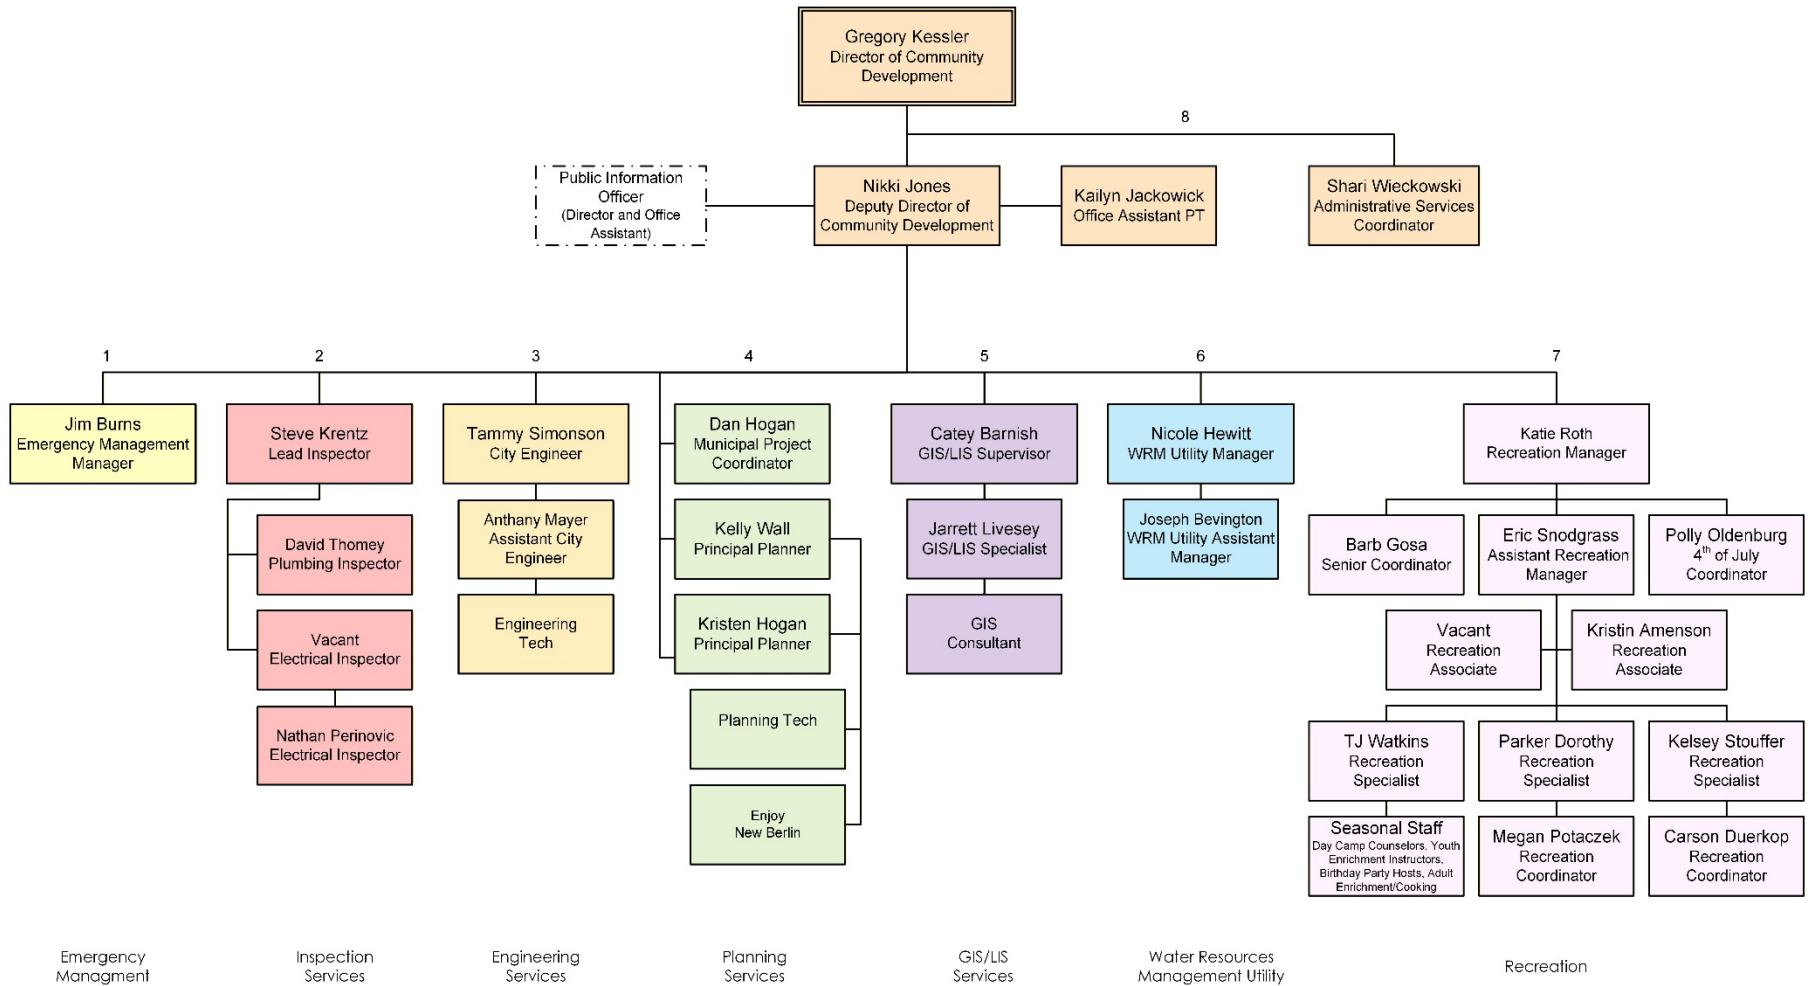 Gregory Kessler
Director of Community
Development
8
Public Information
Officer
(Director and Office
Assistant)
Nikki Jones
Deputy Director of
Community Development
Kailyn Jackowick
Office Assistant PT
Shari Wieckowski
Administrative Services
Coordinator
1
2
3
4
5
6
7
Jim Burns
Emergency Management
Manager
Steve Krentz
Lead Inspector
David Thomey
Plumbing Inspector
Vacant
Electrical Inspector
Nathan Perinovic
Electrical Inspector
Tammy Simonson
City Engineer
Anthany Mayer
Assistant City
Engineer
Engineering
Tech
Dan Hogan
Municipal Project
Coordinator
Kelly Wall
Principal Planner
Kristen Hogan
Principal Planner
Planning Tech
Enjoy
New Berlin
Catey Barnish
GIS/LIS Supervisor
Jarrett Livesey
GIS/LIS Specialist
GIS
Consultant
Nicole Hewitt
WRM Utility Manager
Joseph Bevington
WRM Utility Assistant
Manager
Katie Roth
Recreation Manager
Barb Gosa
Senior Coordinator
Eric Snodgrass
Assistant Recreation
Manager
Polly Oldenburg
4th of July
Coordinator
Vacant
Recreation
Associate
Kristin Amenson
Recreation
Associate
TJ Watkins
Recreation
Specialist
Parker Dorothy
Recreation
Specialist
Kelsey Stouffer
Recreation
Specialist
Seasonal Staff
Day Camp Counselors, Youth
Enrichment Instructors,
Birthday Party Hosts, Adult
Enrichment/Cooking
Megan Potaczek
Recreation
Coordinator
Carson Duerkop
Recreation
Coordinator
Emergency
Managment
Inspection
Services
Engineering
Services
Planning
Services
GIS/LIS
Services
Water Resources
Management Utility
Recreation